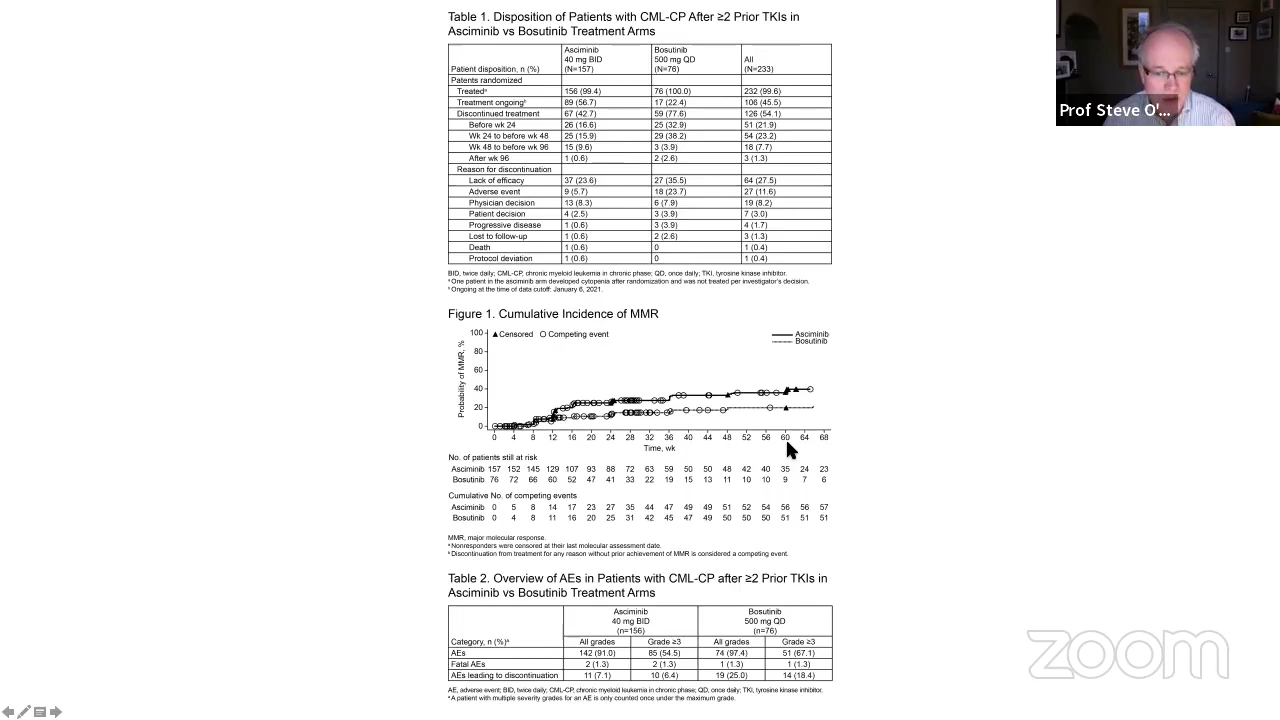 Table 1. Disposition of Patients with CML-CP After ≥2 Prior TKIs in
Asciminib vs Bosutinib Treatment Arms
Patient disposition, n (%) Asciminib 40 mg BID (N=157) Bosutinib 500 mg QD (N=76) All (N=233)
Patents randomized
Treatedᵃ 156 (99.4) 76 (100.0) 232 (99.6)
Treatment ongoingᵇ 89 (56.7) 17 (22.4) 106 (45.5)
Discontinued treatment 67 (42.7) 59 (77.6) 126 (54.1)
Before wk 24 26 (16.6) 25 (32.9) 51 (21.9)
Wk 24 to before wk 48 25 (15.9) 29 (38.2) 54 (23.2)
Wk 48 to before wk 96 15 (9.6) 3 (3.9) 18 (7.7)
After wk 96 1 (0.6) 2 (2.6) 3 (1.3)
Reason for discontinuation
Lack of efficacy 37 (23.6) 27 (35.5) 64 (27.5)
Adverse event 9 (5.7) 18 (23.7) 27 (11.6)
Physician decision 13 (8.3) 6 (7.9) 19 (8.2)
Patient decision 4 (2.5) 3 (3.9) 7 (3.0)
Progressive disease 1 (0.6) 3 (3.9) 4 (1.7)
Lost to follow-up 1 (0.6) 2 (2.6) 3 (1.3)
Death 1 (0.6) 0 1 (0.4)
Protocol deviation 1 (0.6) 0 1 (0.4)
BID, twice daily; CML-CP, chronic myeloid leukemia in chronic phase; QD, once daily; TKI, tyrosine kinase inhibitor.
ᵃ One patient in the asciminib arm developed cytopenia after randomization and was not treated per investigator's decision.
ᵇ Ongoing at the time of data cutoff: January 6, 2021.
Figure 1. Cumulative Incidence of MMR
Censored Competing event
Asciminib
Bosutinib
Probability of MMR, %
100
80
60
40
20
0
0 4 8 12 16 20 24 28 32 36 40 44 48 52 56 60 64 68
Time, wk
No. of patients still at risk
Asciminib 157 152 145 129 107 93 88 72 63 59 50 50 48 42 40 35 24 23
Bosutinib 76 72 66 60 52 47 41 33 22 19 15 13 11 10 10 9 7 6
Cumulative No. of competing events
Asciminib 0 5 8 14 17 23 27 35 44 47 49 49 51 52 54 56 56 57
Bosutinib 0 4 8 11 16 20 25 31 42 45 47 49 50 50 50 51 51 51
MMR, major molecular response.
ᵃ Nonresponders were censored at their last molecular assessment date.
ᵇ Discontinuation from treatment for any reason without prior achievement of MMR is considered a competing event.
Table 2. Overview of AEs in Patients with CML-CP after ≥2 Prior TKIs in
Asciminib vs Bosutinib Treatment Arms
Asciminib 40 mg BID (n=156) Bosutinib 500 mg QD (n=76)
Category, n (%)ᵃ All grades Grade ≥3 All grades Grade ≥3
AEs 142 (91.0) 85 (54.5) 74 (97.4) 51 (67.1)
Fatal AEs 2 (1.3) 2 (1.3) 1 (1.3) 1 (1.3)
AEs leading to discontinuation 11 (7.1) 10 (6.4) 19 (25.0) 14 (18.4)
AE, adverse event; BID, twice daily; CML-CP, chronic myeloid leukemia in chronic phase; QD, once daily; TKI, tyrosine kinase inhibitor.
ᵃ A patient with multiple severity grades for an AE is only counted once under the maximum grade.
Prof Steve O'...
zoom